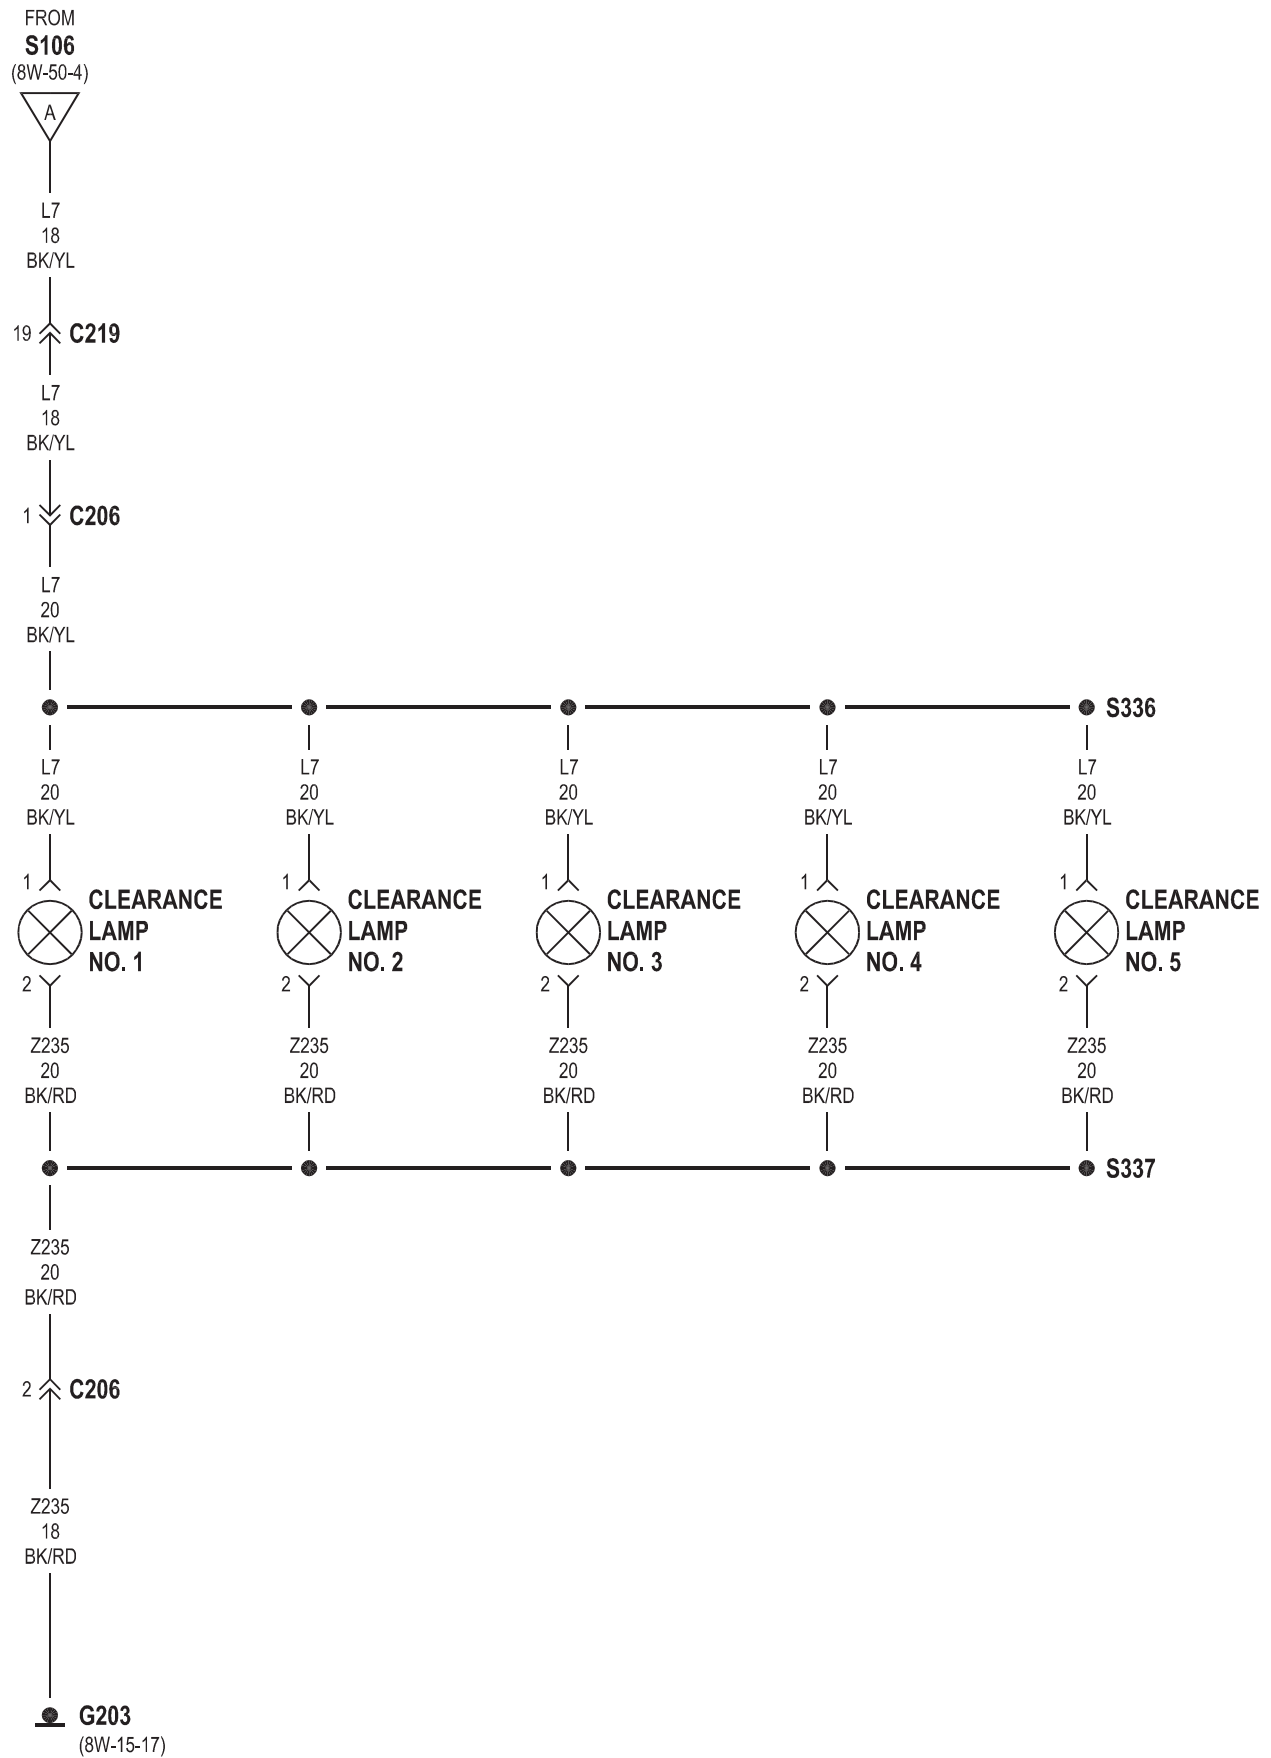 FROM
S106
(8W-50-4)
A
L7
18
BK/YL
19 C219
L7
18
BK/YL
1 C206
L7
20
BK/YL
S336
L7 L7 L7 L7 L7
20 20 20 20 20
BK/YL BK/YL BK/YL BK/YL BK/YL
1 1 1 1 1
CLEARANCE CLEARANCE CLEARANCE CLEARANCE CLEARANCE
LAMP LAMP LAMP LAMP LAMP
NO. 1 NO. 2 NO. 3 NO. 4 NO. 5
2 2 2 2 2
Z235 Z235 Z235 Z235 Z235
20 20 20 20 20
BK/RD BK/RD BK/RD BK/RD BK/RD
S337
Z235
20
BK/RD
2 C206
Z235
18
BK/RD
G203
(8W-15-17)